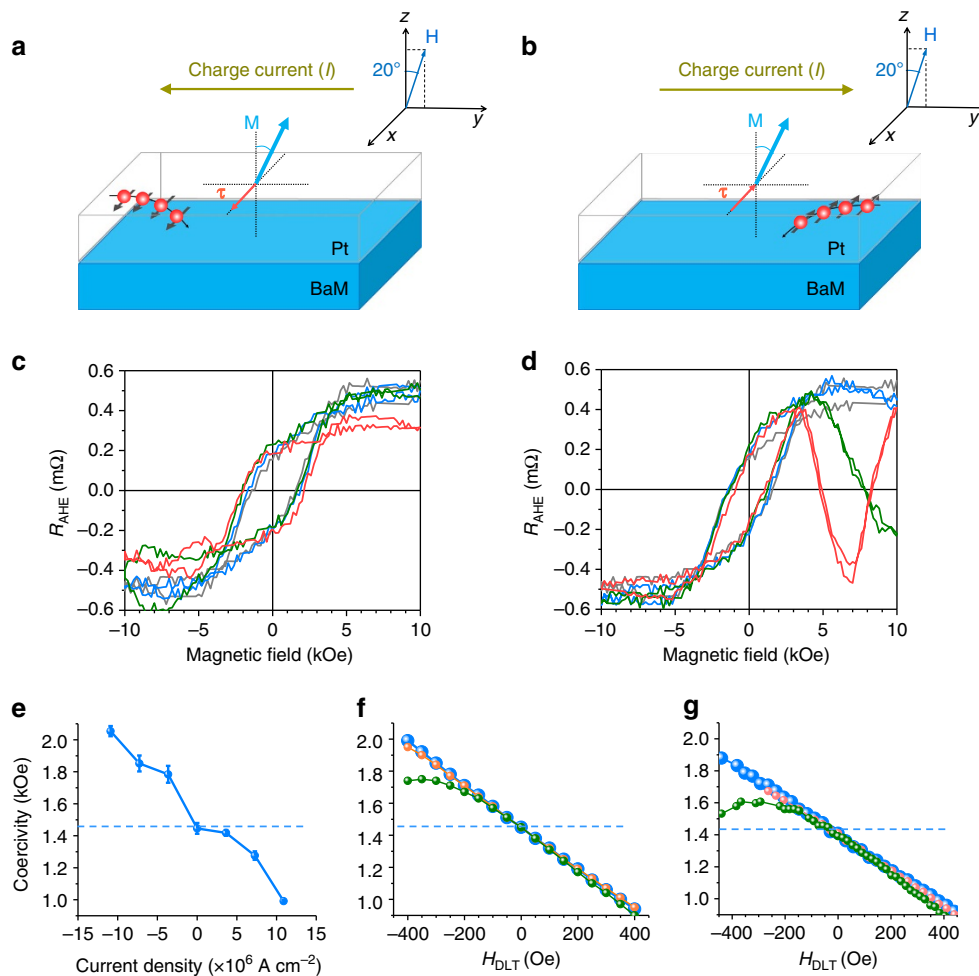 a
z
H
20°
Charge current (I)
y
x
M
τ
Pt
BaM
b
z
H
20°
Charge current (I)
y
x
M
τ
Pt
BaM
c
0.6
0.4
0.2
0.0
−0.2
−0.4
−0.6
R_AHE (mΩ)
−10 −5 0 5 10
Magnetic field (kOe)
d
0.6
0.4
0.2
0.0
−0.2
−0.4
−0.6
R_AHE (mΩ)
−10 −5 0 5 10
Magnetic field (kOe)
e
2.0
1.8
1.6
1.4
1.2
1.0
Coercivity (kOe)
−15 −10 −5 0 5 10 15
Current density (×10⁶ A cm⁻²)
f
2.0
1.8
1.6
1.4
1.2
1.0
−400 −200 0 200 400
H_DLT (Oe)
g
2.0
1.8
1.6
1.4
1.2
1.0
−400 −200 0 200 400
H_DLT (Oe)